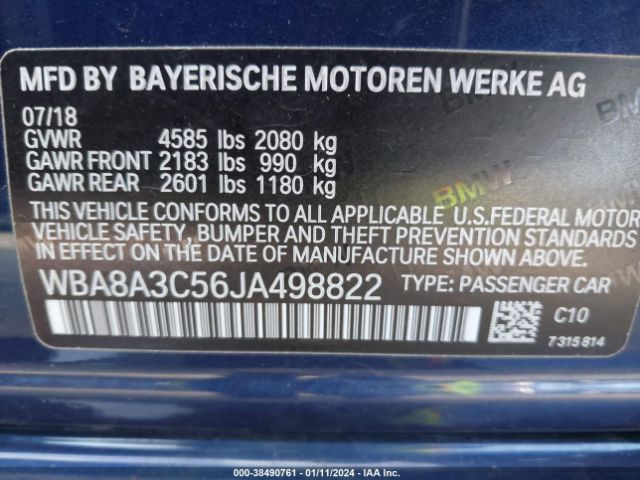 MFD BY BAYERISCHE MOTOREN WERKE AG
07/18
GVWR 4585 lbs 2080 kg
GAWR FRONT 2183 lbs 990 kg
GAWR REAR 2601 lbs 1180 kg
THIS VEHICLE CONFORMS TO ALL APPLICABLE U.S.FEDERAL MOTOR
VEHICLE SAFETY, BUMPER AND THEFT PREVENTION STANDARDS
IN EFFECT ON THE DATE OF MANUFACTURE SHOWN ABOVE.
WBA8A3C56JA498822 TYPE: PASSENGER CAR
C10
7315814
BMW
BMW
000-38490761 - 01/11/2024 - IAA Inc.